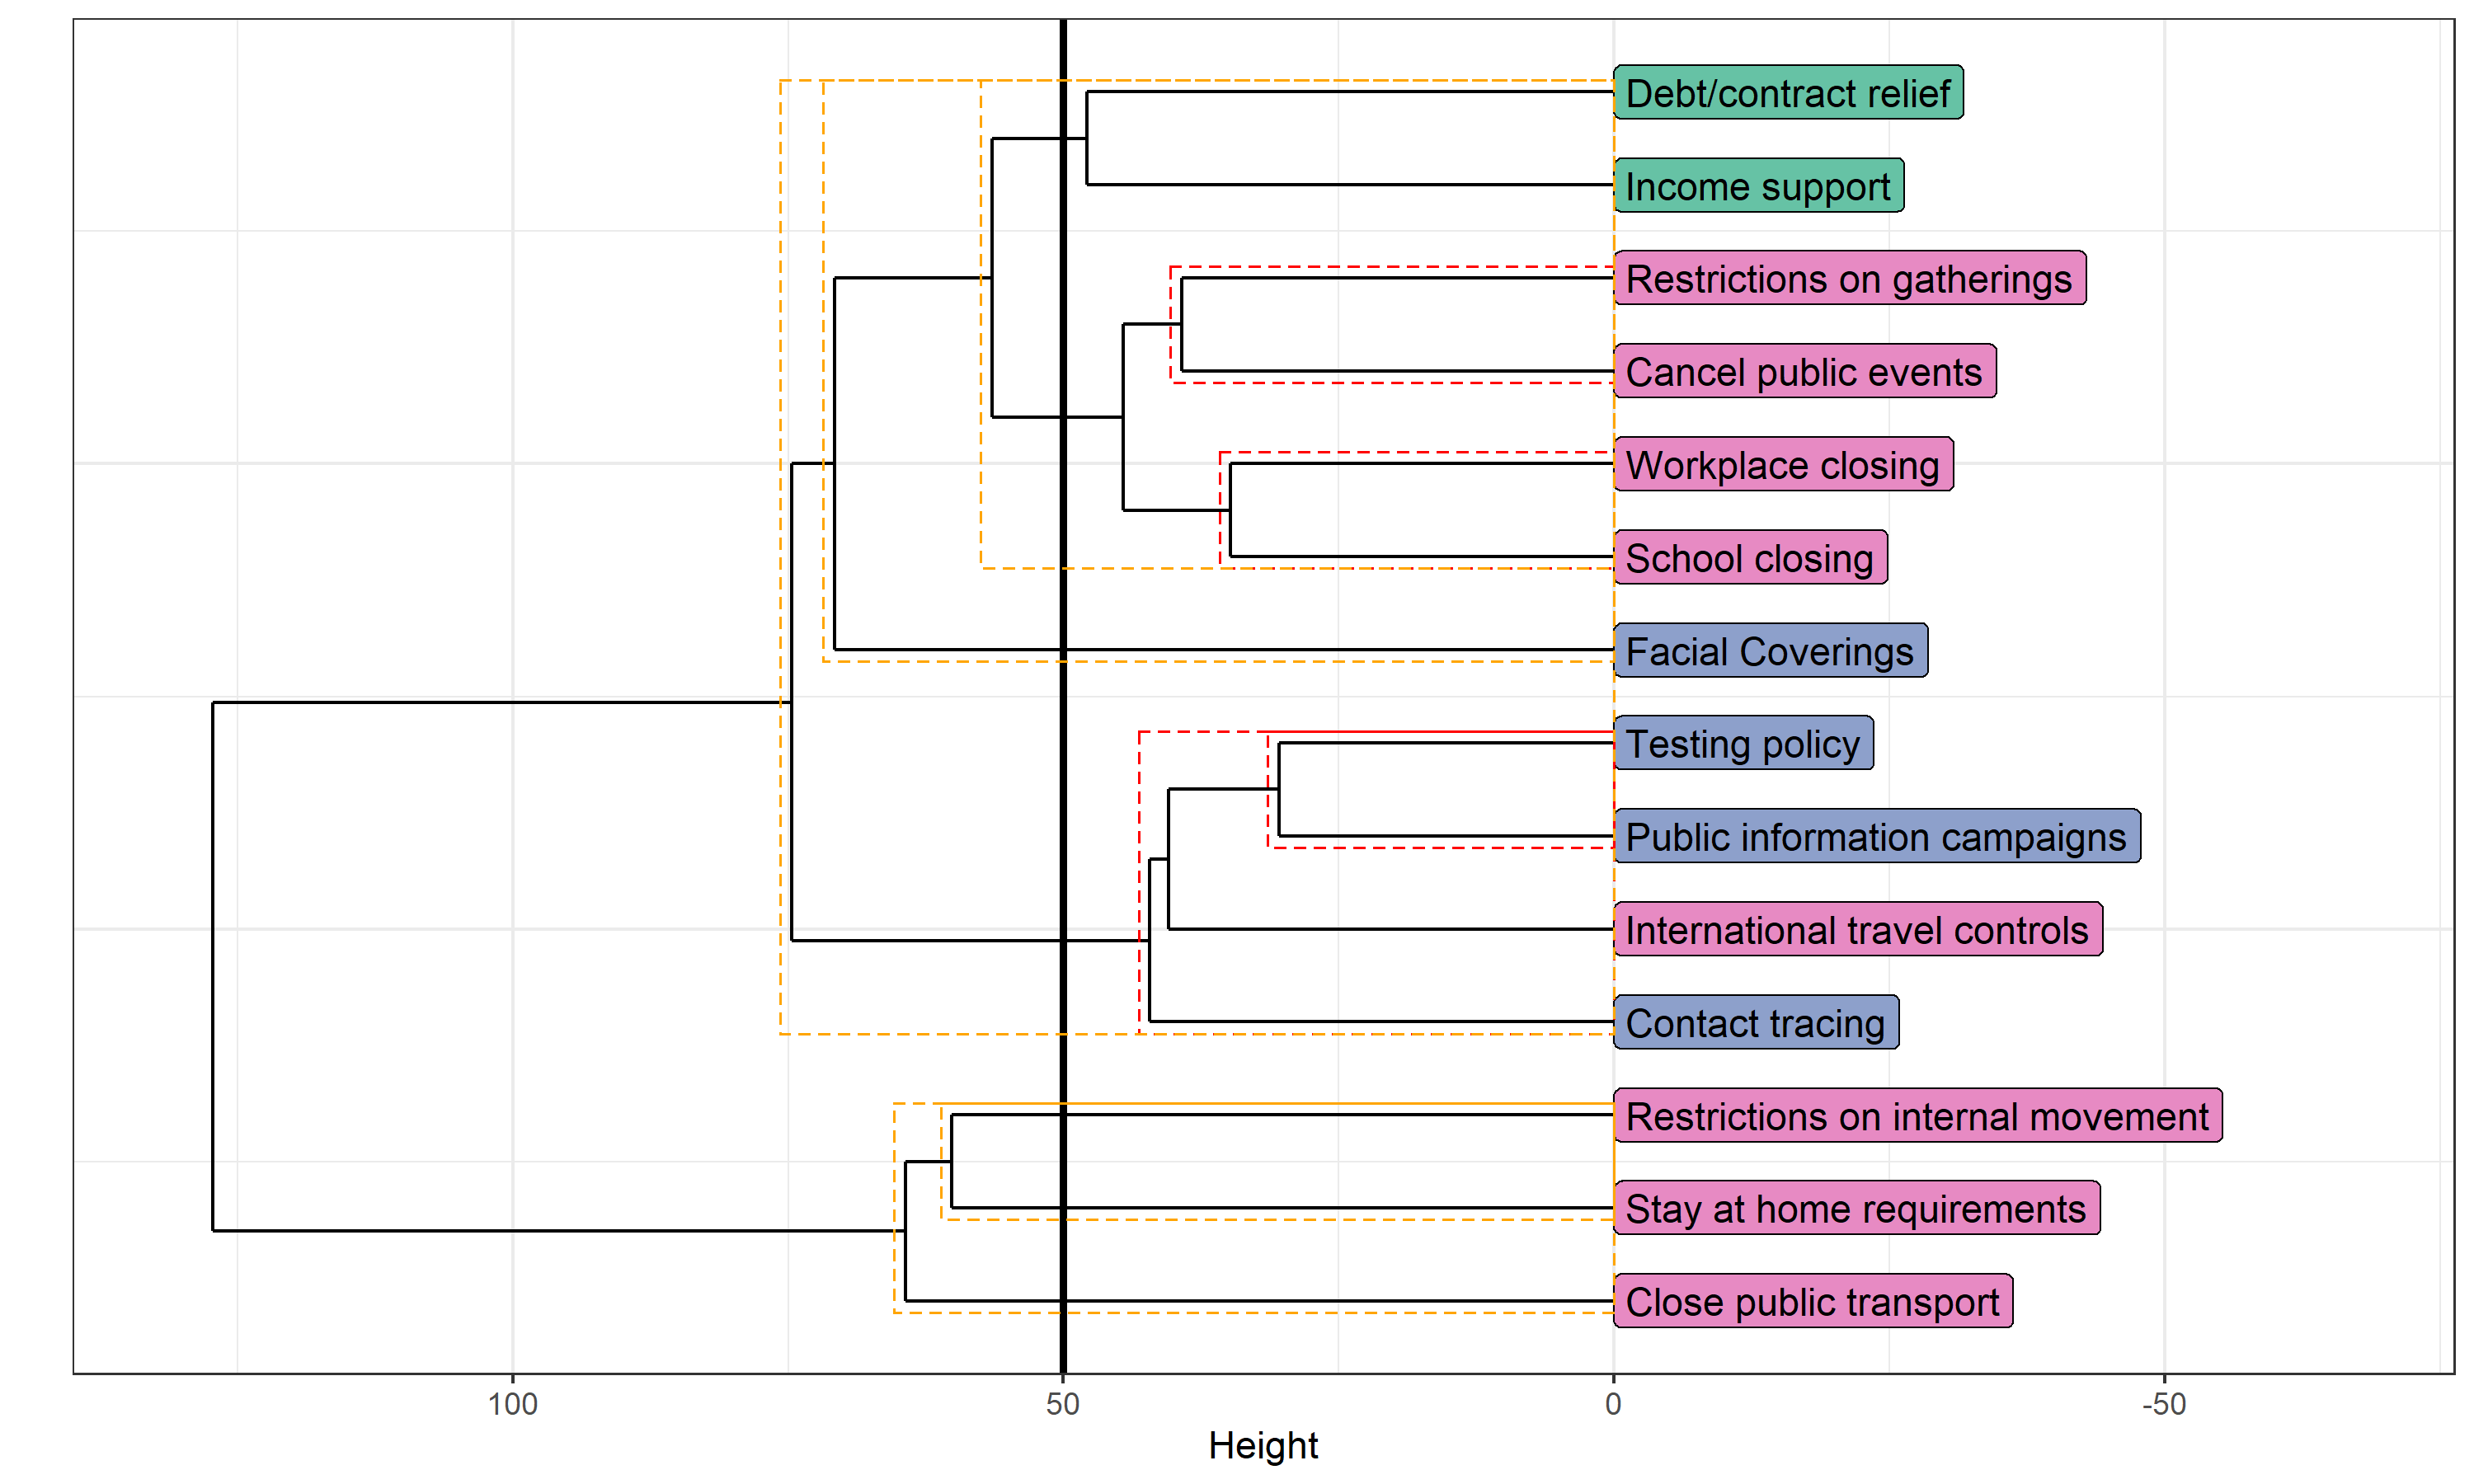 Debt/contract relief
Income support
Restrictions on gatherings
Cancel public events
Workplace closing
School closing
Facial Coverings
Testing policy
Public information campaigns
International travel controls
Contact tracing
Restrictions on internal movement
Stay at home requirements
Close public transport
100 50 0 -50
Height